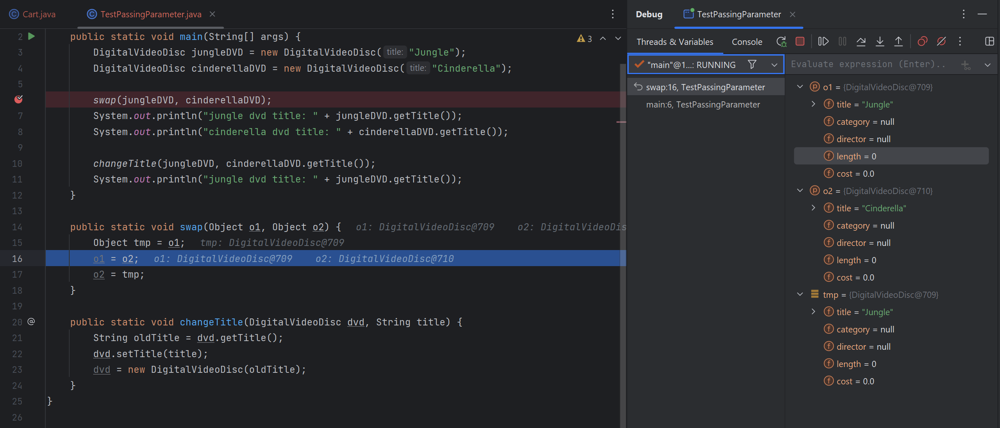 Cart.java
TestPassingParameter.java
3
2 public static void main(String[] args) {
3 DigitalVideoDisc jungleDVD = new DigitalVideoDisc( title: "Jungle");
4 DigitalVideoDisc cinderellaDVD = new DigitalVideoDisc( title: "Cinderella");
5
swap(jungleDVD, cinderellaDVD);
7 System.out.println("jungle dvd title: " + jungleDVD.getTitle());
8 System.out.println("cinderella dvd title: " + cinderellaDVD.getTitle());
9
10 changeTitle(jungleDVD, cinderellaDVD.getTitle());
11 System.out.println("jungle dvd title: " + jungleDVD.getTitle());
12 }
13
14 public static void swap(Object o1, Object o2) { o1: DigitalVideoDisc@709 o2: DigitalVideoDis
15 Object tmp = o1; tmp: DigitalVideoDisc@709
16 o1 = o2; o1: DigitalVideoDisc@709 o2: DigitalVideoDisc@710
17 o2 = tmp;
18 }
19
20 @ public static void changeTitle(DigitalVideoDisc dvd, String title) {
21 String oldTitle = dvd.getTitle();
22 dvd.setTitle(title);
23 dvd = new DigitalVideoDisc(oldTitle);
24 }
25 }
26
Debug TestPassingParameter
Threads & Variables Console
"main"@1...: RUNNING
swap:16, TestPassingParameter
main:6, TestPassingParameter
Evaluate expression (Enter)..
o1 = {DigitalVideoDisc@709}
title = "Jungle"
category = null
director = null
length = 0
cost = 0.0
o2 = {DigitalVideoDisc@710}
title = "Cinderella"
category = null
director = null
length = 0
cost = 0.0
tmp = {DigitalVideoDisc@709}
title = "Jungle"
category = null
director = null
length = 0
cost = 0.0